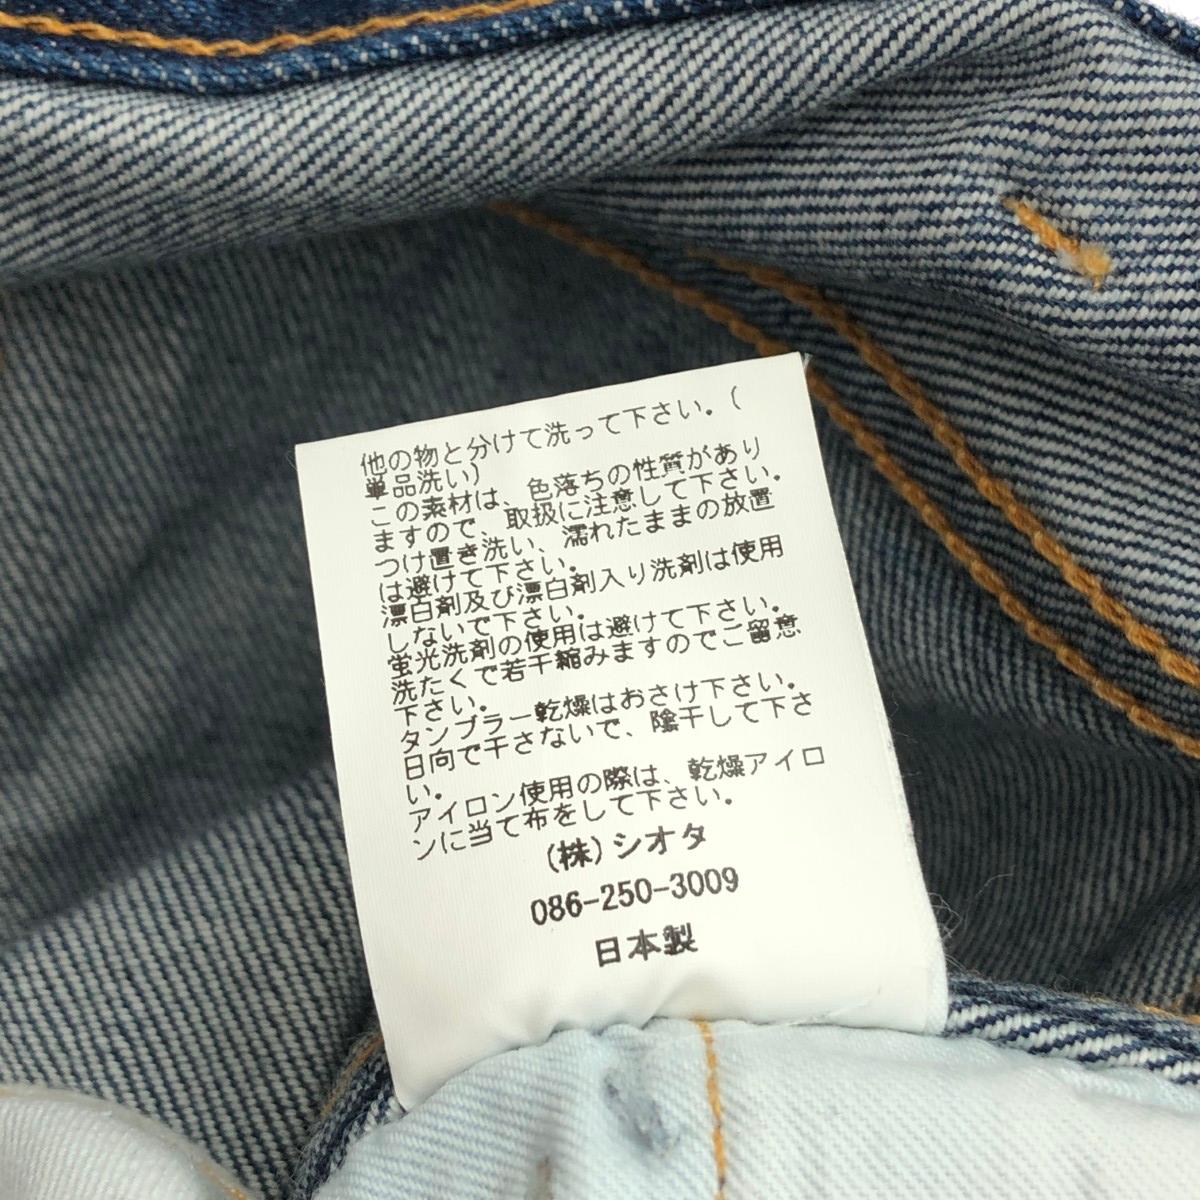 他の物と分けて洗って下さい。(
単品洗い)
この素材は、色落ちの性質があり
ますので、取扱に注意して下さい。
つけ置き洗い、濡れたままの放置
は避けて下さい。
漂白剤及び漂白剤入り洗剤は使用
しないで下さい。
蛍光洗剤の使用は避けて下さい。
洗たくで若干縮みますのでご留意
下さい。
タンブラー乾燥はおさけ下さい。
日向で干さないで、陰干して下さ
い。
アイロン使用の際は、乾燥アイロ
ンに当て布をして下さい。
(株)シオタ
086-250-3009
日本製